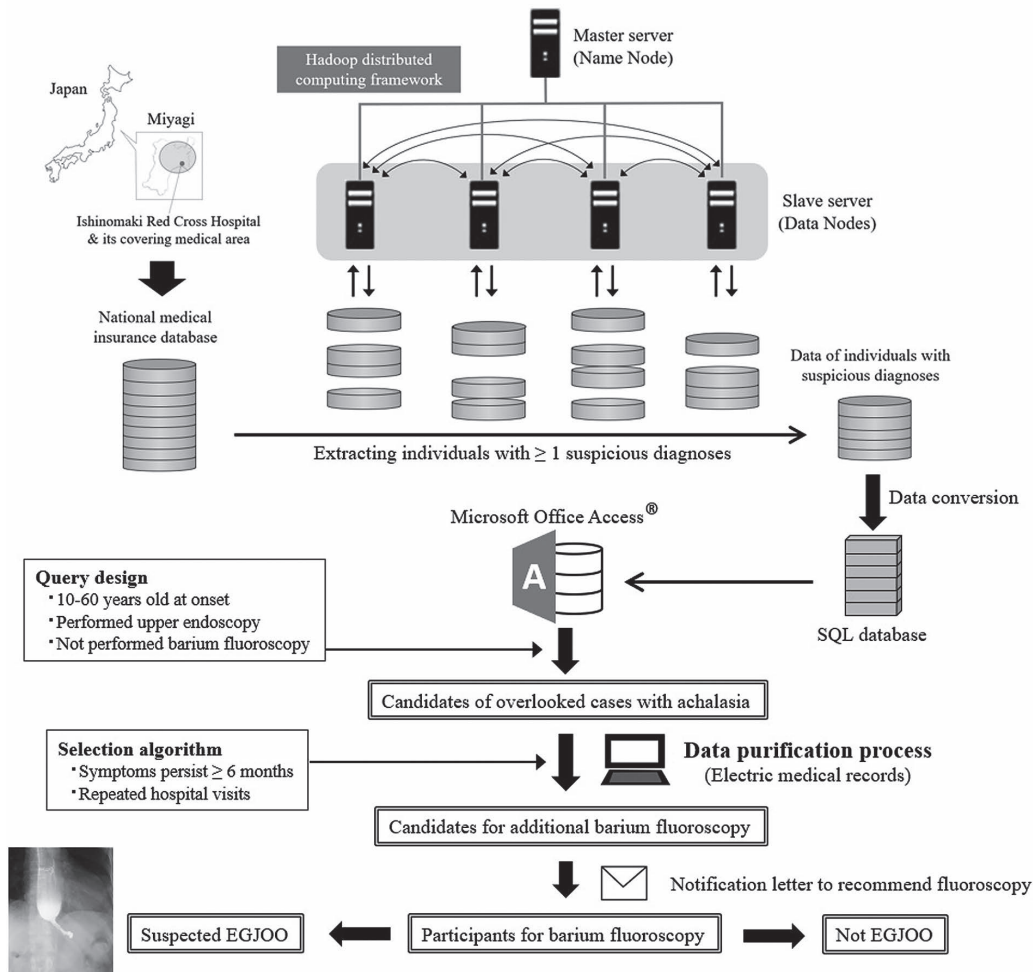 Master server
(Name Node)
Hadoop distributed
computing framework
Japan
Miyagi
Ishinomaki Red Cross Hospital
& its covering medical area
Slave server
(Data Nodes)
National medical
insurance database
Data of individuals with
suspicious diagnoses
Extracting individuals with ≥ 1 suspicious diagnoses
Data conversion
Microsoft Office Access®
A
SQL database
Query design
・10-60 years old at onset
・Performed upper endoscopy
・Not performed barium fluoroscopy
Candidates of overlooked cases with achalasia
Selection algorithm
・Symptoms persist ≥ 6 months
・Repeated hospital visits
Data purification process
(Electric medical records)
Candidates for additional barium fluoroscopy
Notification letter to recommend fluoroscopy
Suspected EGJOO
Participants for barium fluoroscopy
Not EGJOO